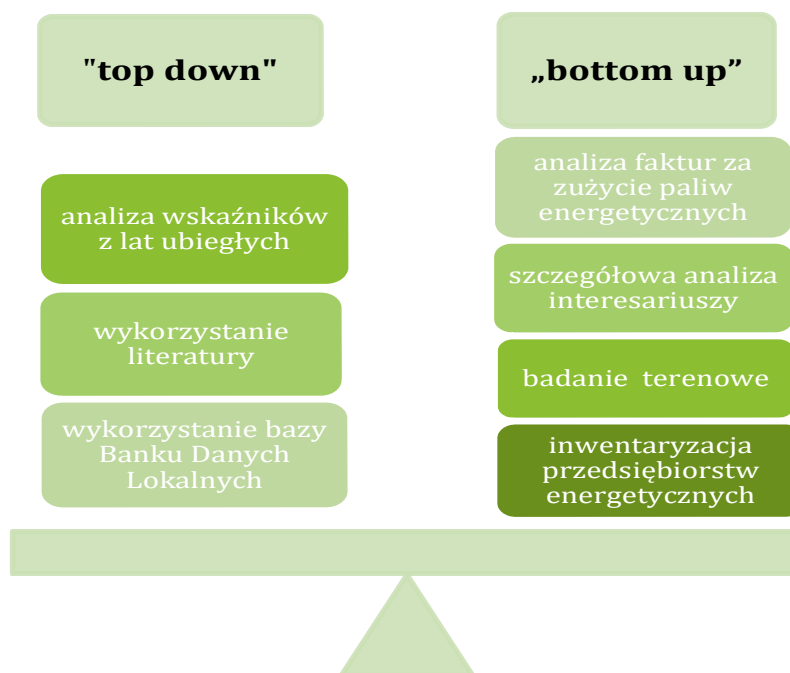 "top down"
analiza wskaźników
z lat ubiegłych
wykorzystanie
literatury
wykorzystanie bazy
Banku Danych
Lokalnych
„bottom up”
analiza faktur za
zużycie paliw
energetycznych
szczegółowa analiza
interesariuszy
badanie terenowe
inwentaryzacja
przedsiębiorstw
energetycznych